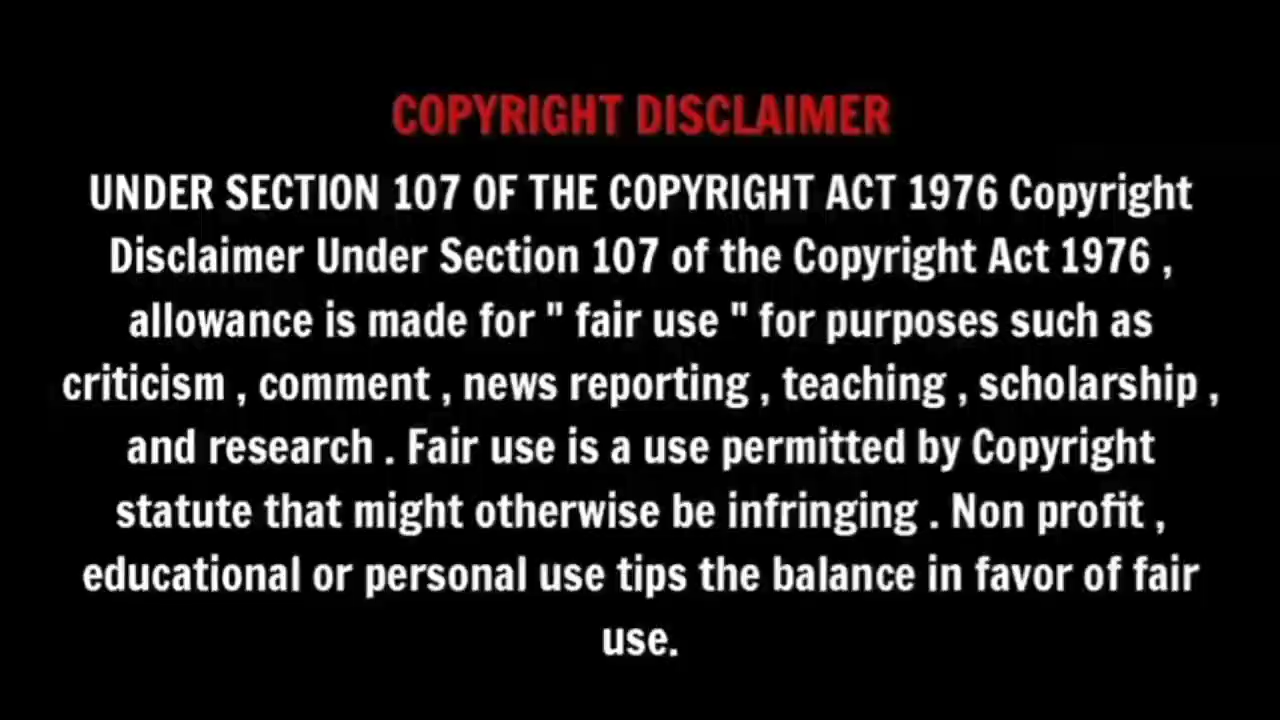 COPYRIGHT DISCLAIMER
UNDER SECTION 107 OF THE COPYRIGHT ACT 1976 Copyright
Disclaimer Under Section 107 of the Copyright Act 1976 ,
allowance is made for " fair use " for purposes such as
criticism , comment , news reporting , teaching , scholarship ,
and research . Fair use is a use permitted by Copyright
statute that might otherwise be infringing . Non profit ,
educational or personal use tips the balance in favor of fair
use.